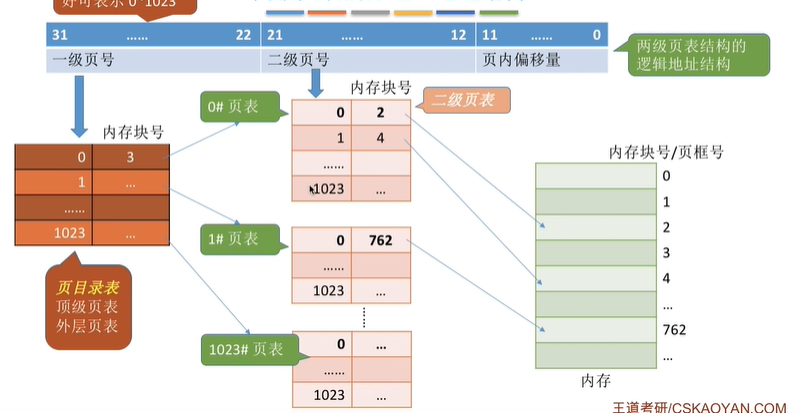 好可表示 0~1023
31 …… 22 21 …… 12 11 …… 0
一级页号 二级页号 页内偏移量
两级页表结构的
逻辑地址结构
内存块号
0# 页表
二级页表
0 2
1 4
……
1023 …
内存块号
0 3
1 …
……
1023 …
页目录表
顶级页表
外层页表
1# 页表
0 762
……
1023 …
……
1023# 页表
0 …
……
1023 …
内存块号/页框号
0
1
2
3
4
…
762
…
内存
王道考研/CSKAOYAN.COM